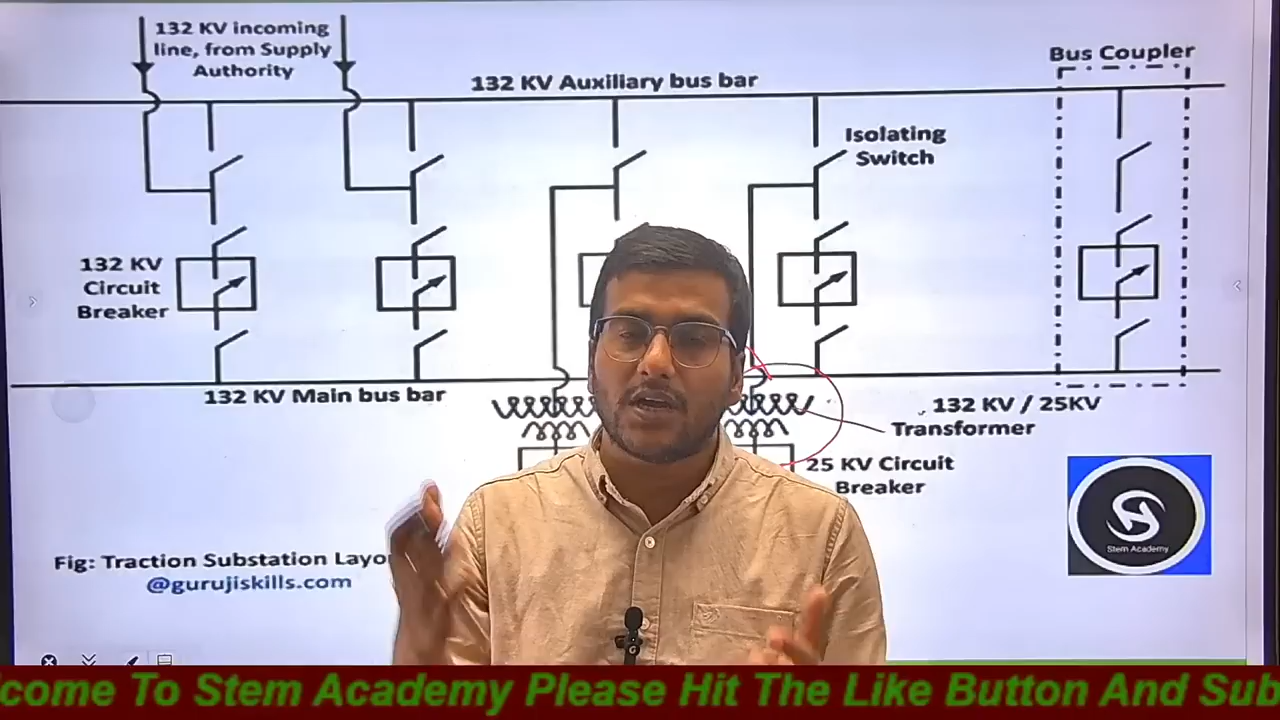 132 KV incoming
line, from Supply
Authority
132 KV Auxiliary bus bar
Bus Coupler
Isolating
Switch
132 KV
Circuit
Breaker
132 KV Main bus bar
132 KV / 25KV
Transformer
25 KV Circuit
Breaker
Stem Academy
Fig: Traction Substation Layo
@gurujiskills.com
come To Stem Academy Please Hit The Like Button And Sub